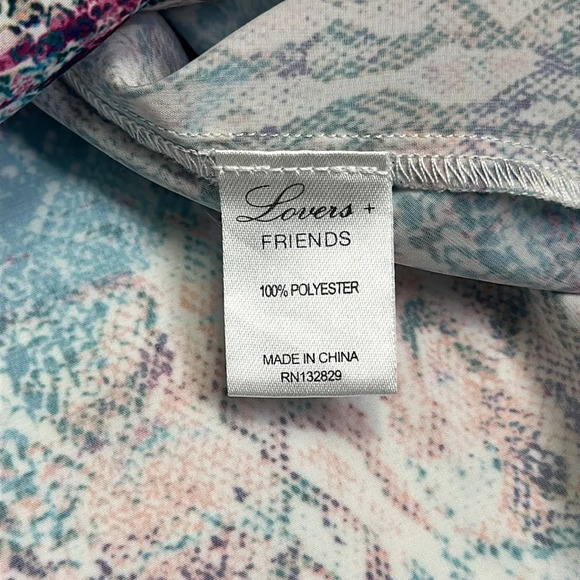 Lovers +
FRIENDS
100% POLYESTER
MADE IN CHINA
RN132829